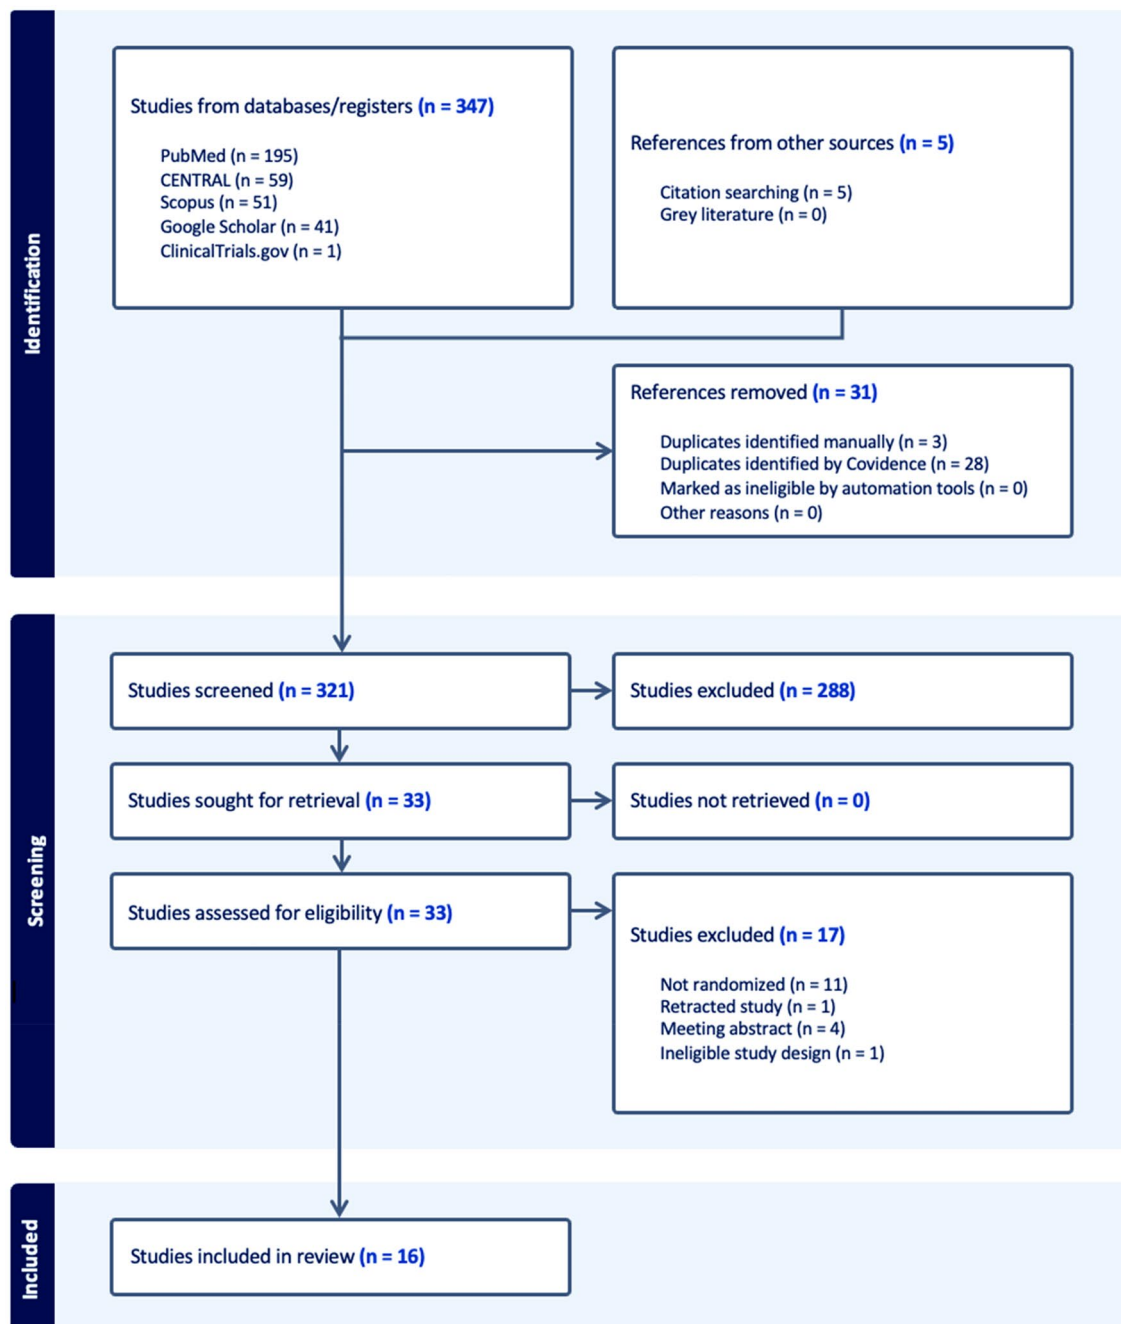 Identification
Studies from databases/registers (n = 347)
PubMed (n = 195)
CENTRAL (n = 59)
Scopus (n = 51)
Google Scholar (n = 41)
ClinicalTrials.gov (n = 1)
References from other sources (n = 5)
Citation searching (n = 5)
Grey literature (n = 0)
References removed (n = 31)
Duplicates identified manually (n = 3)
Duplicates identified by Covidence (n = 28)
Marked as ineligible by automation tools (n = 0)
Other reasons (n = 0)
Screening
Studies screened (n = 321)
Studies excluded (n = 288)
Studies sought for retrieval (n = 33)
Studies not retrieved (n = 0)
Studies assessed for eligibility (n = 33)
Studies excluded (n = 17)
Not randomized (n = 11)
Retracted study (n = 1)
Meeting abstract (n = 4)
Ineligible study design (n = 1)
Included
Studies included in review (n = 16)